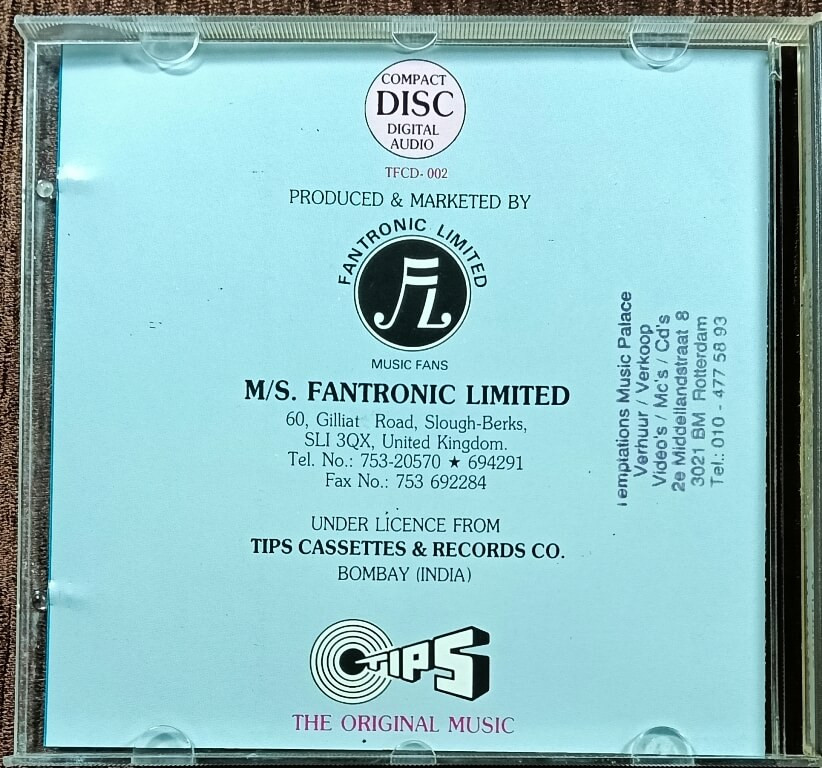 COMPACT
DISC
DIGITAL
AUDIO
TFCD-002
PRODUCED & MARKETED BY
FANTRONIC LIMITED
FL
MUSIC FANS
M/S. FANTRONIC LIMITED
60, Gilliat Road, Slough-Berks,
SLI 3QX, United Kingdom.
Tel. No.: 753-20570 ★ 694291
Fax No.: 753 692284
UNDER LICENCE FROM
TIPS CASSETTES & RECORDS CO.
BOMBAY (INDIA)
TIPS
THE ORIGINAL MUSIC
Temptations Music Palace
Verhuur / Verkoop
Video's / Mc's / Cd's
2e Middellandstraat 8
3021 BM Rotterdam
Tel.: 010 - 477 58 93